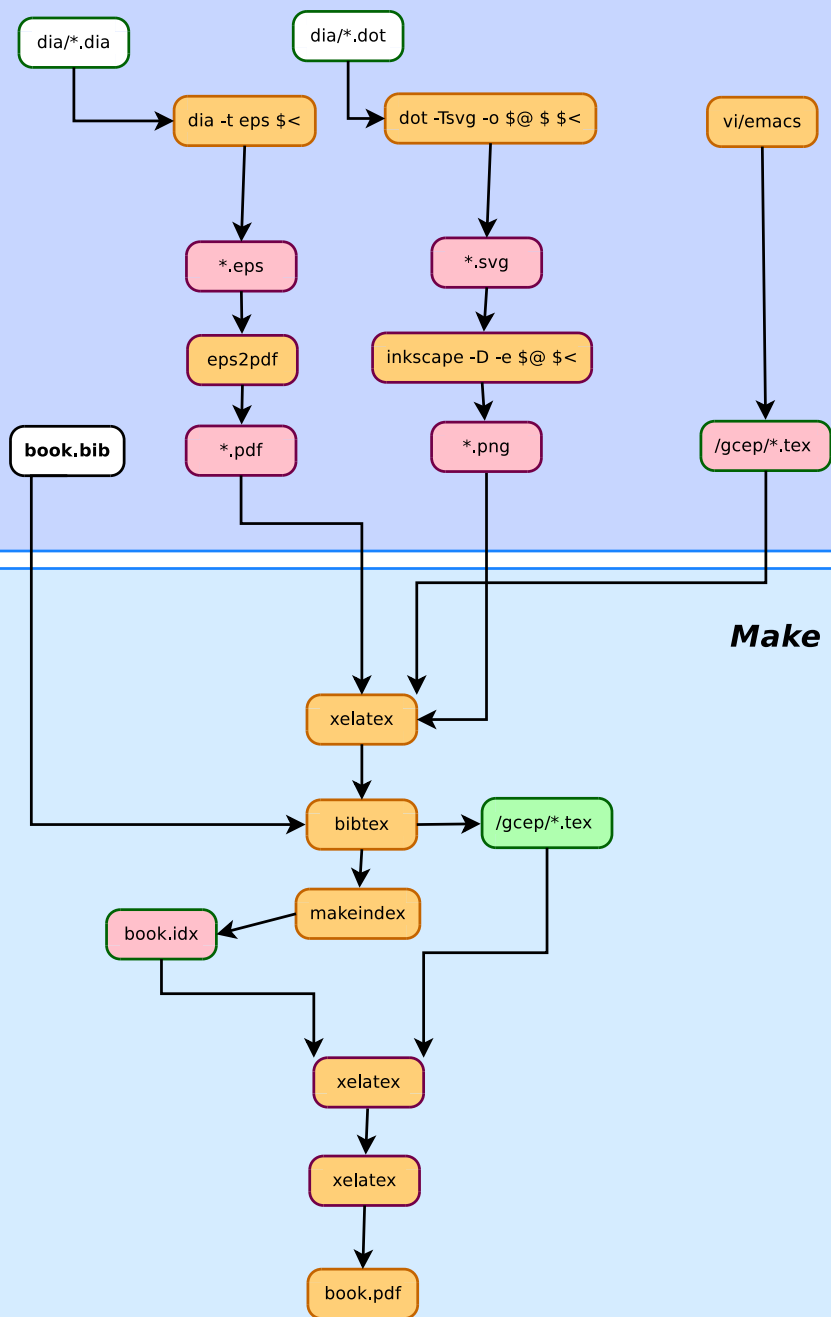 dia/*.dia
dia/*.dot
dia -t eps $<
dot -Tsvg -o $@ $ $<
vi/emacs
*.eps
*.svg
eps2pdf
inkscape -D -e $@ $<
book.bib
*.pdf
*.png
/gcep/*.tex
Make
xelatex
bibtex
/gcep/*.tex
makeindex
book.idx
xelatex
xelatex
book.pdf